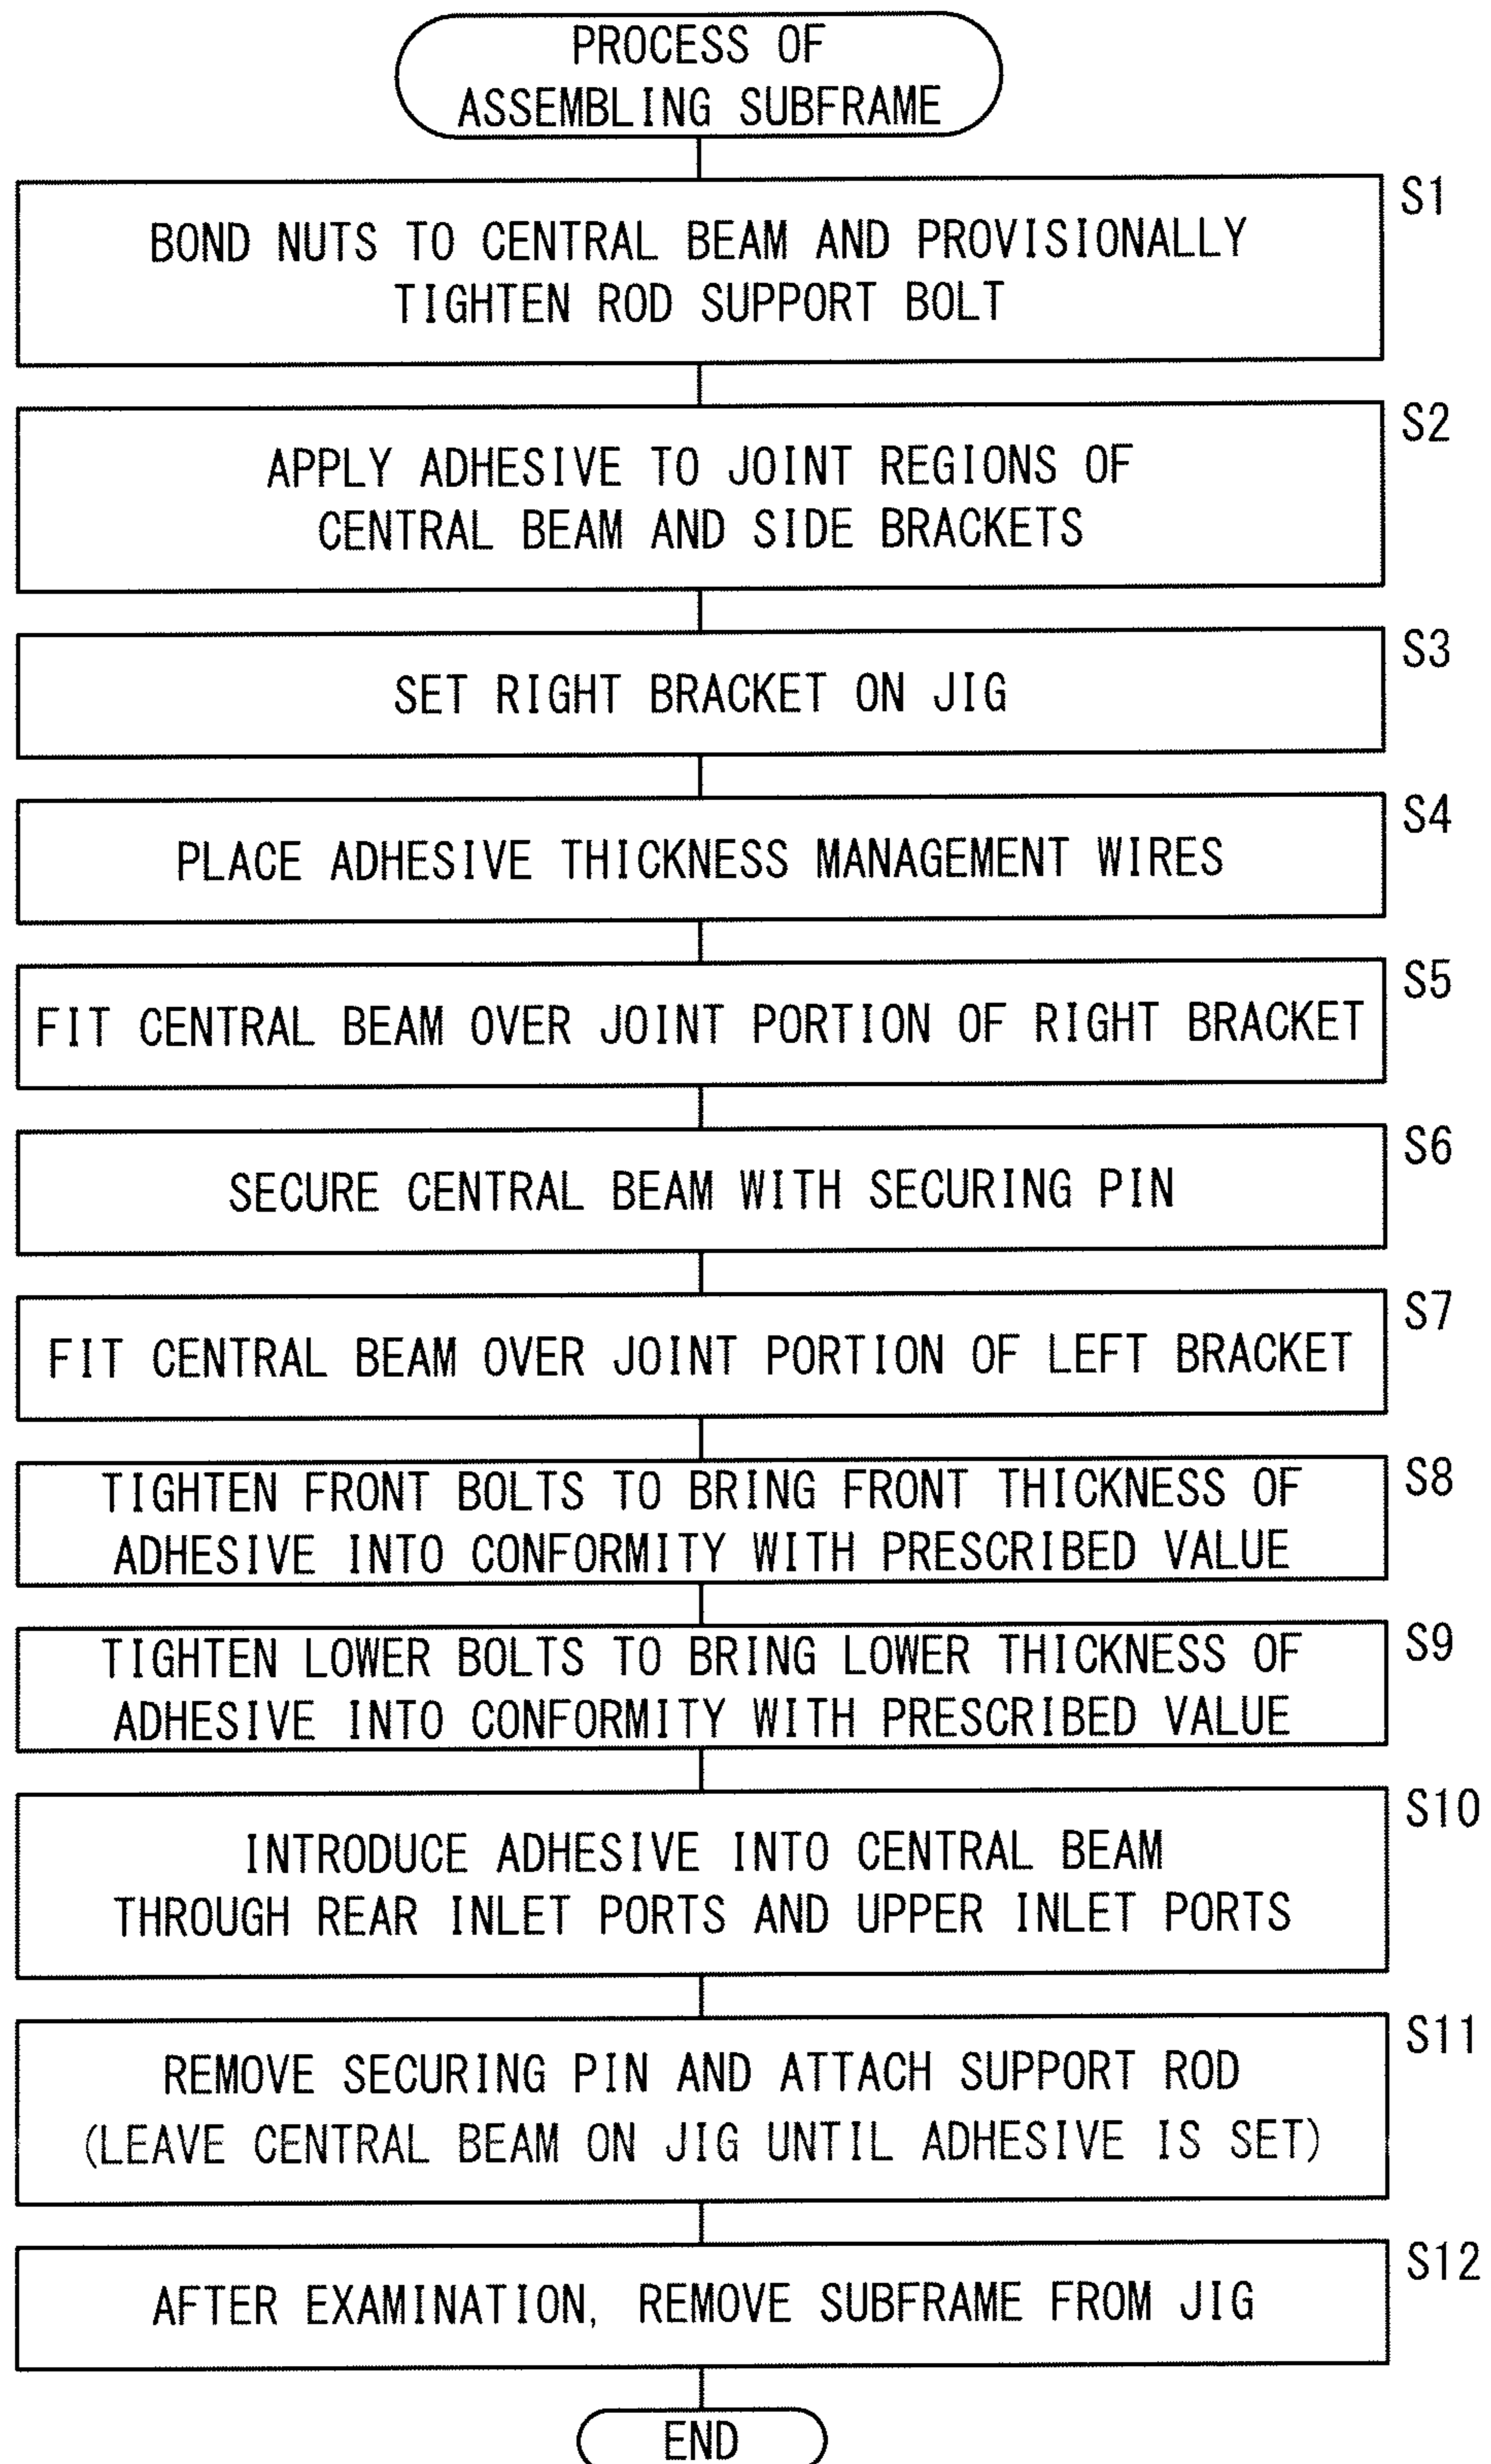 PROCESS OF
ASSEMBLING SUBFRAME
S1
BOND NUTS TO CENTRAL BEAM AND PROVISIONALLY
TIGHTEN ROD SUPPORT BOLT
S2
APPLY ADHESIVE TO JOINT REGIONS OF
CENTRAL BEAM AND SIDE BRACKETS
S3
SET RIGHT BRACKET ON JIG
S4
PLACE ADHESIVE THICKNESS MANAGEMENT WIRES
S5
FIT CENTRAL BEAM OVER JOINT PORTION OF RIGHT BRACKET
S6
SECURE CENTRAL BEAM WITH SECURING PIN
S7
FIT CENTRAL BEAM OVER JOINT PORTION OF LEFT BRACKET
S8
TIGHTEN FRONT BOLTS TO BRING FRONT THICKNESS OF
ADHESIVE INTO CONFORMITY WITH PRESCRIBED VALUE
S9
TIGHTEN LOWER BOLTS TO BRING LOWER THICKNESS OF
ADHESIVE INTO CONFORMITY WITH PRESCRIBED VALUE
S10
INTRODUCE ADHESIVE INTO CENTRAL BEAM
THROUGH REAR INLET PORTS AND UPPER INLET PORTS
S11
REMOVE SECURING PIN AND ATTACH SUPPORT ROD
(LEAVE CENTRAL BEAM ON JIG UNTIL ADHESIVE IS SET)
S12
AFTER EXAMINATION, REMOVE SUBFRAME FROM JIG
END